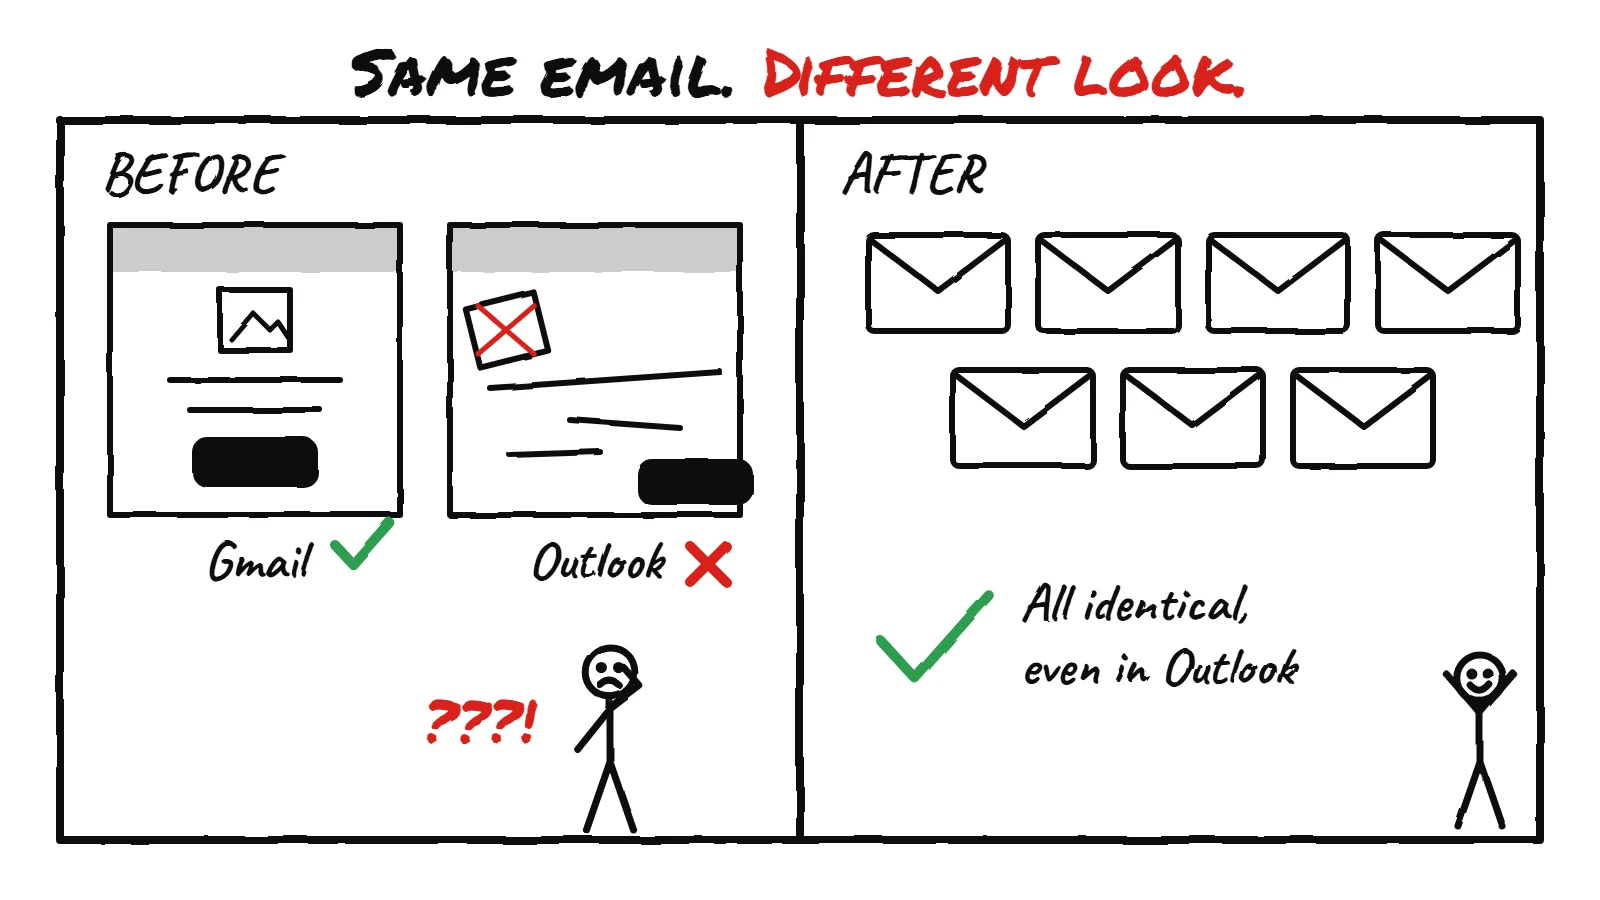 SAME EMAIL. DIFFERENT LOOK.
BEFORE
Gmail
Outlook
???!
AFTER
All identical,
even in Outlook